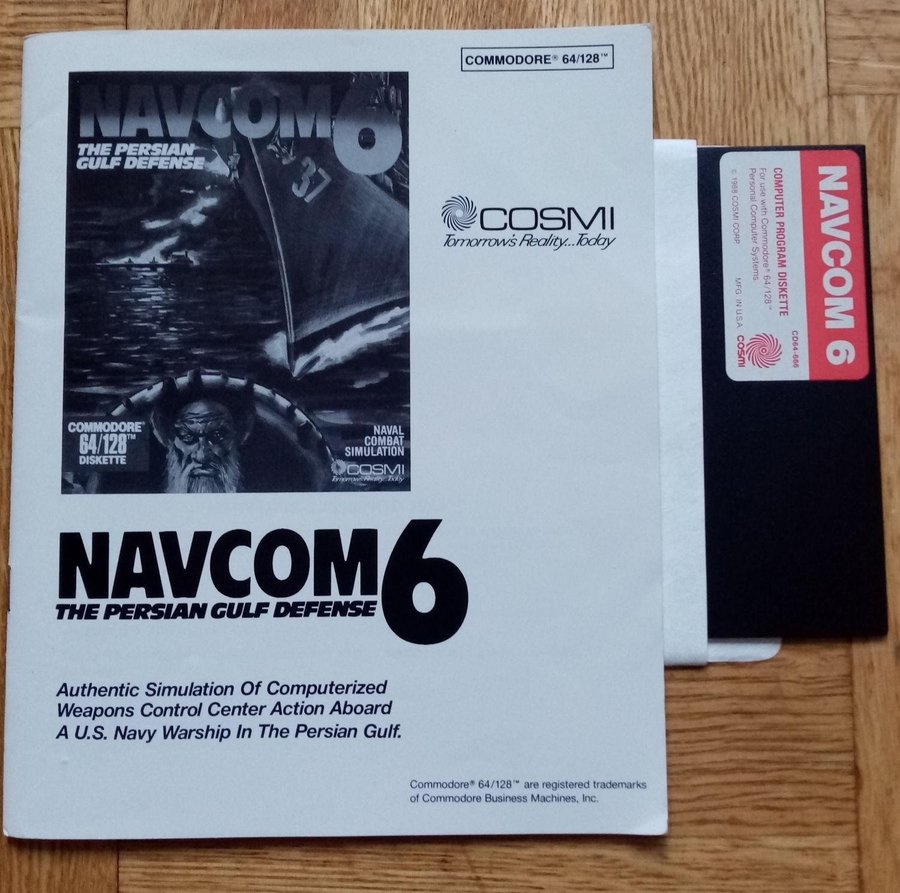 COMMODORE® 64/128™
NAVCOM 6
THE PERSIAN
GULF DEFENSE
37
COMMODORE®
64/128™
DISKETTE
NAVAL
COMBAT
SIMULATION
COSMI
Tomorrow's Reality...Today
COSMI
Tomorrow's Reality...Today
NAVCOM 6
THE PERSIAN GULF DEFENSE
Authentic Simulation Of Computerized
Weapons Control Center Action Aboard
A U.S. Navy Warship In The Persian Gulf.
Commodore® 64/128™ are registered trademarks
of Commodore Business Machines, Inc.
NAVCOM 6
COMPUTER PROGRAM DISKETTE
CD64-666
For use with Commodore® 64/128™
Personal Computer Systems.
© 1988 COSMI CORP.
MFG. IN U.S.A.
COSMI